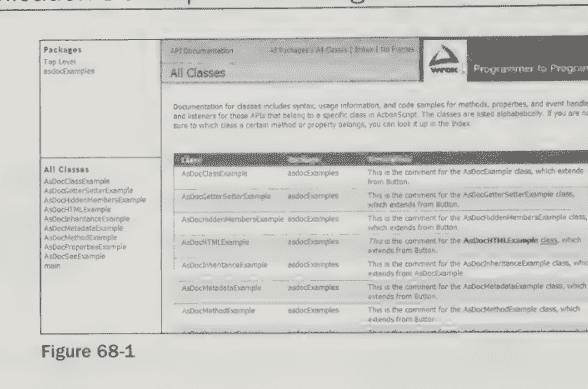 Packages
Top Level
asdocExamples
API Documentation
All Packages | All Classes | Index | No Frames
All Classes
wrox
Programmer to Program
Documentation for classes includes syntax, usage information, and code samples for methods, properties, and event handle
and listeners for those APIs that belong to a specific class in ActionScript. The classes are listed alphabetically. If you are no
sure to which class a certain method or property belongs, you can look it up in the Index
Class Package Description
AsDocClassExample asdocExamples This is the comment for the AsDocExample class, which extends
from Button.
AsDocGetterSetterExample asdocExamples This is the comment for the AsDocGetterSetterExample class,
which extends from Button.
AsDocHiddenMembersExample asdocExamples This is the comment for the AsDocHiddenMembersExample class,
which extends from Button.
AsDocHTMLExample asdocExamples This is the comment for the AsDocHTMLExample class, which
extends from Button.
AsDocInheritanceExample asdocExamples This is the comment for the AsDocInheritanceExample class, whic
extends from AsDocExample
AsDocMetadataExample asdocExamples This is the comment for the AsDocMetadataExample class, which
extends from Button.
AsDocMethodExample asdocExamples This is the comment for the AsDocMethodExample class, which
extends from Button.
All Classes
AsDocClassExample
AsDocGetterSetterExample
AsDocHiddenMembersExample
AsDocHTMLExample
AsDocInheritanceExample
AsDocMetadataExample
AsDocMethodExample
AsDocPropertiesExample
AsDocSeeExample
main
Figure 68-1